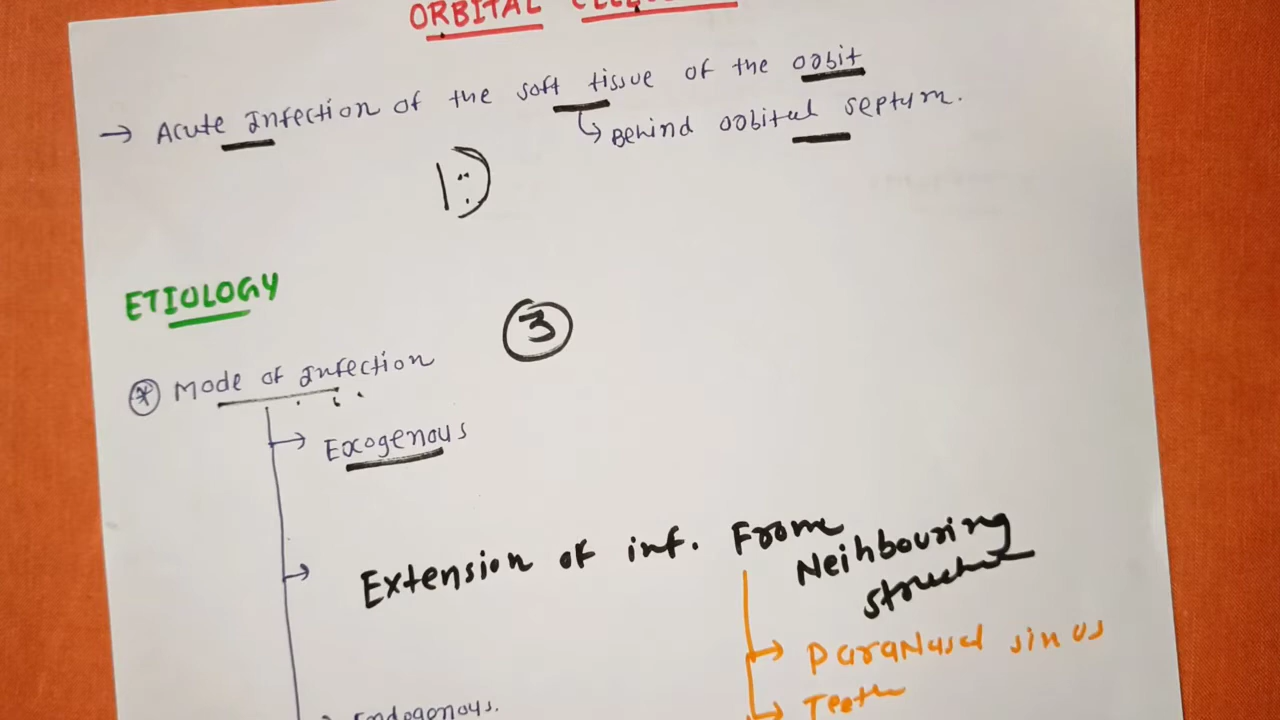 ORBITAL
→ Acute Infection of the soft tissue of the orbit
↳ Behind orbital septum.
ETIOLOGY
3
* Mode of Infection
→ Exogenous
→ Extension of inf. From
Neihbouring
structure
→ ParaNasal sinus
→ Teeth
Endogenous.